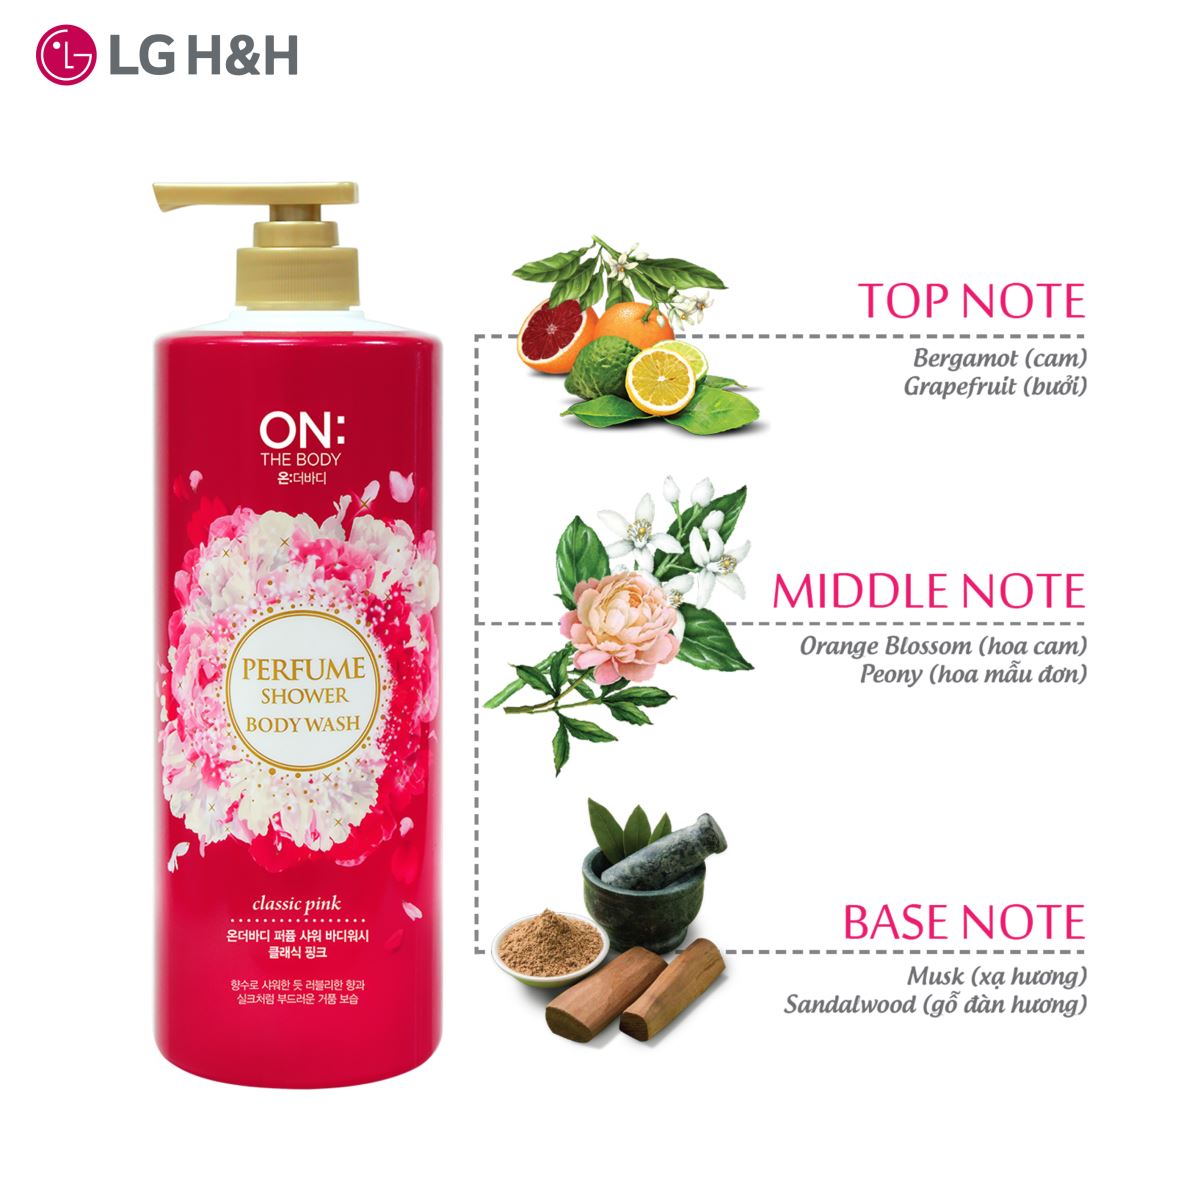 LG H&H
ON:
THE BODY
온:더바디
PERFUME
SHOWER
BODY WASH
classic pink
온더바디 퍼퓸 샤워 바디워시
클래식 핑크
향수로 샤워한 듯 러블리한 향과
실크처럼 부드러운 거품 보습
TOP NOTE
Bergamot (cam)
Grapefruit (bưởi)
MIDDLE NOTE
Orange Blossom (hoa cam)
Peony (hoa mẫu đơn)
BASE NOTE
Musk (xạ hương)
Sandalwood (gỗ đàn hương)